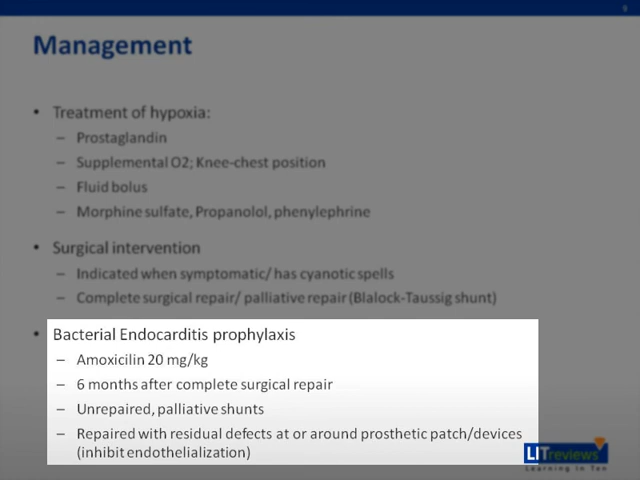 9
Management
• Treatment of hypoxia:
– Prostaglandin
– Supplemental O2; Knee-chest position
– Fluid bolus
– Morphine sulfate, Propanolol, phenylephrine
• Surgical intervention
– Indicated when symptomatic/ has cyanotic spells
– Complete surgical repair/ palliative repair (Blalock-Taussig shunt)
• Bacterial Endocarditis prophylaxis
– Amoxicilin 20 mg/kg
– 6 months after complete surgical repair
– Unrepaired, palliative shunts
– Repaired with residual defects at or around prosthetic patch/devices
(inhibit endothelialization)
LITreviews
Learning in Ten